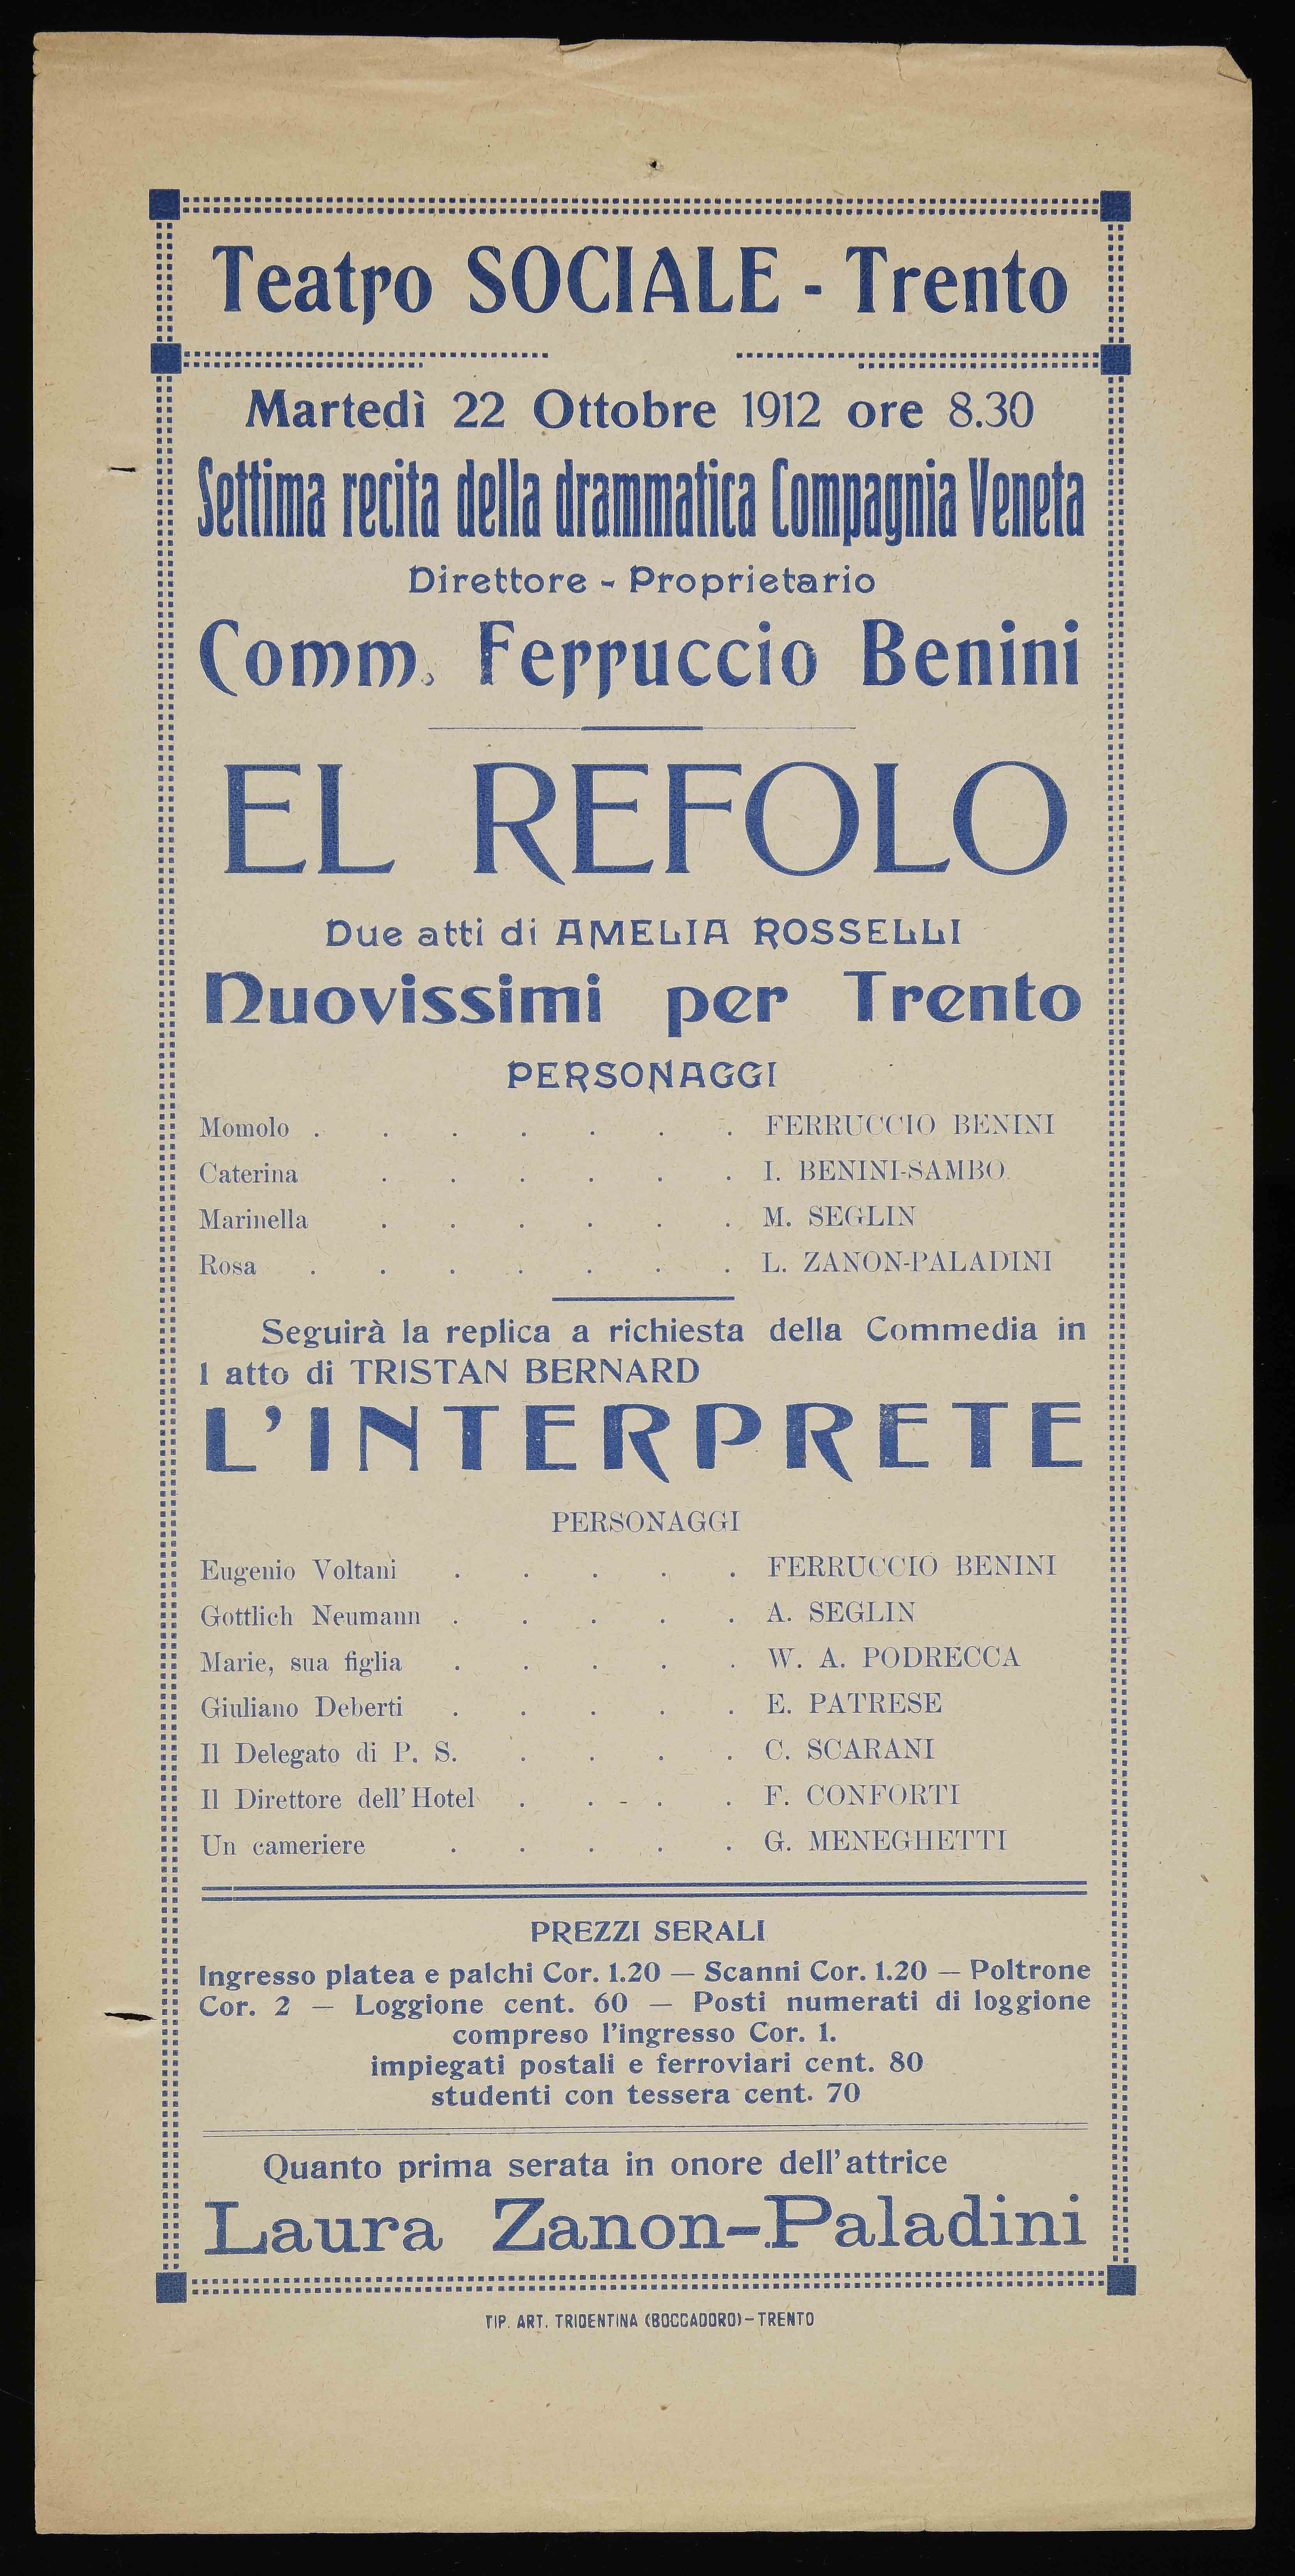 Teatro SOCIALE - Trento
Martedì 22 Ottobre 1912 ore 8.30
Settima recita della drammatica Compagnia Veneta
Direttore - Proprietario
Comm. Ferruccio Benini
EL REFOLO
Due atti di AMELIA ROSSELLI
Nuovissimi per Trento
PERSONAGGI
Momolo . . . . . . . FERRUCCIO BENINI
Caterina . . . . . . I. BENINI-SAMBO.
Marinella . . . . . . M. SEGLIN
Rosa . . . . . . . L. ZANON-PALADINI
Seguirà la replica a richiesta della Commedia in
1 atto di TRISTAN BERNARD
L'INTERPRETE
PERSONAGGI
Eugenio Voltani . . . . . FERRUCCIO BENINI
Gottlich Neumann . . . . . A. SEGLIN
Marie, sua figlia . . . . . W. A. PODRECCA
Giuliano Deberti . . . . . E. PATRESE
Il Delegato di P. S. . . . . C. SCARANI
Il Direttore dell'Hotel . . - . . F. CONFORTI
Un cameriere . . . . . G. MENEGHETTI
PREZZI SERALI
Ingresso platea e palchi Cor. 1.20 — Scanni Cor. 1.20 — Poltrone
Cor. 2 — Loggione cent. 60 — Posti numerati di loggione
compreso l'ingresso Cor. 1.
impiegati postali e ferroviari cent. 80
studenti con tessera cent. 70
Quanto prima serata in onore dell'attrice
Laura Zanon-Paladini
TIP. ART. TRIDENTINA (BOCCADORO)-TRENTO